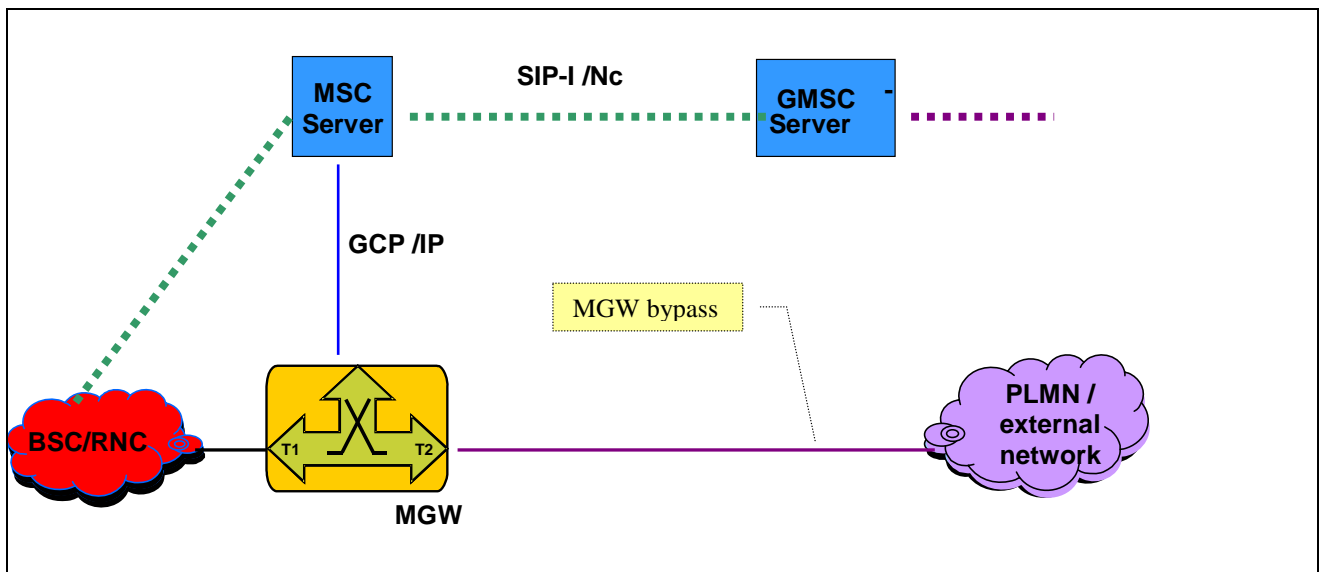 SIP-I /Nc
MSC
Server
GMSC -
Server
GCP /IP
MGW bypass
BSC/RNC
T1
T2
MGW
PLMN /
external
network